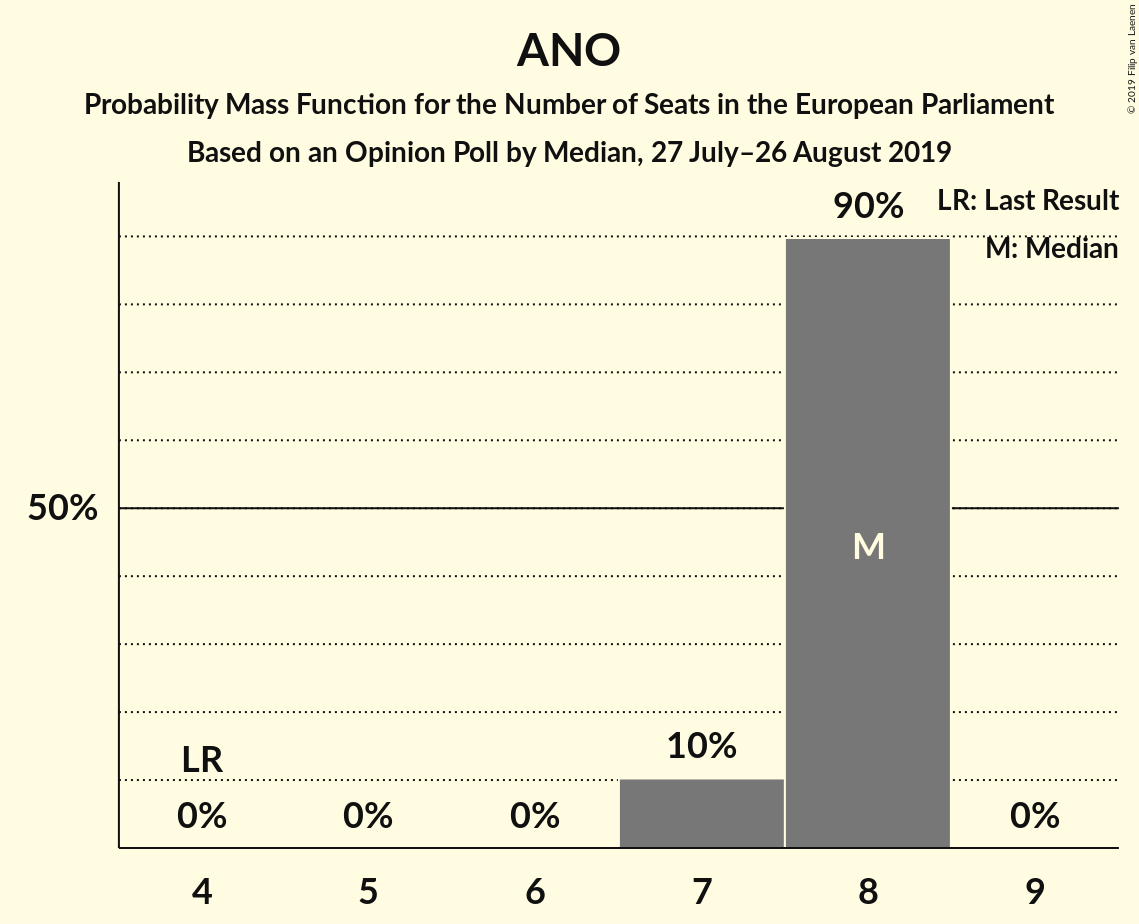 ANO
Probability Mass Function for the Number of Seats in the European Parliament
Based on an Opinion Poll by Median, 27 July–26 August 2019
© 2019 Filip van Laenen
LR: Last Result
M: Median
90%
50%
M
10%
LR
0%
0%
0%
0%
4
5
6
7
8
9